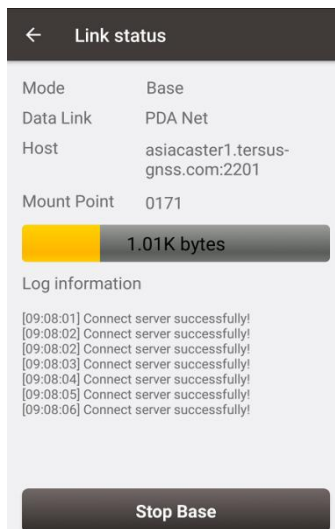 Link status
Mode Base
Data Link PDA Net
Host asiacaster1.tersus-
gnss.com:2201
Mount Point 0171
1.01K bytes
Log information
[09:08:01] Connect server successfully!
[09:08:02] Connect server successfully!
[09:08:02] Connect server successfully!
[09:08:03] Connect server successfully!
[09:08:04] Connect server successfully!
[09:08:05] Connect server successfully!
[09:08:06] Connect server successfully!
Stop Base